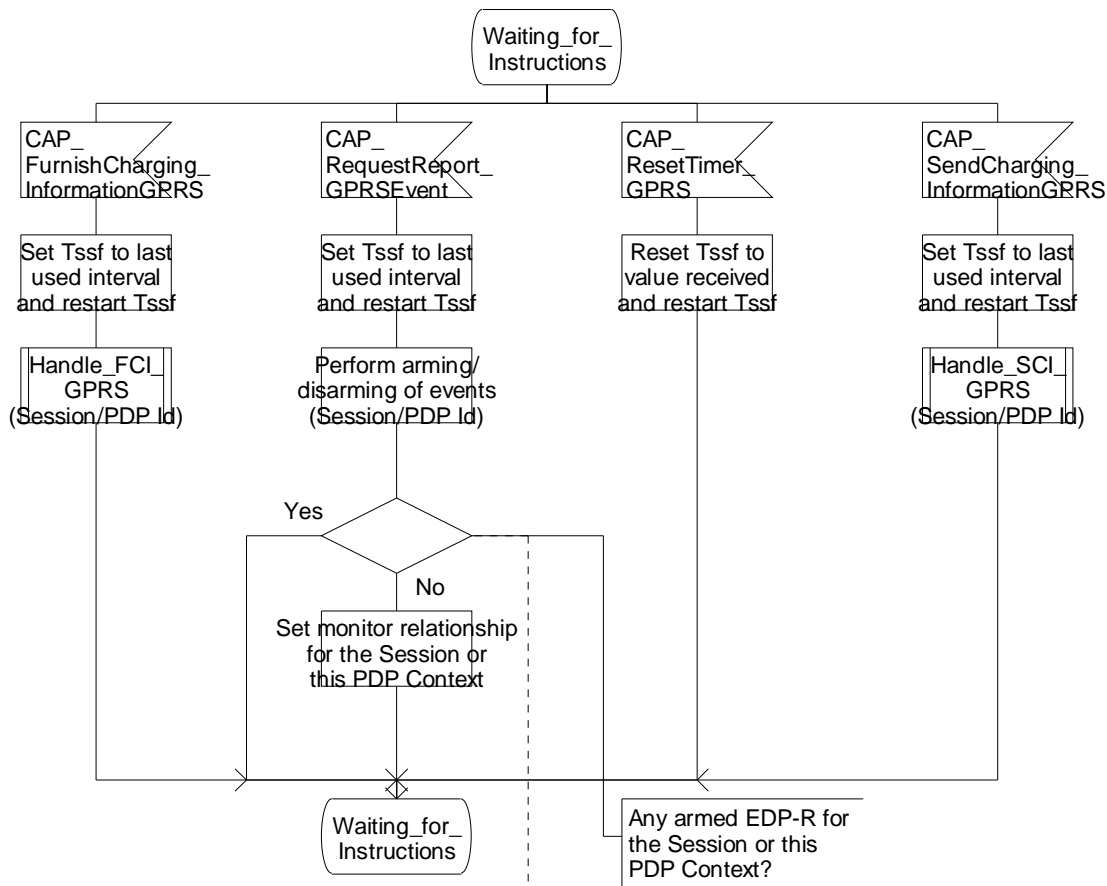 Waiting_for_
Instructions
CAP_
FurnishCharging_
InformationGPRS
CAP_
RequestReport_
GPRSEvent
CAP_
ResetTimer_
GPRS
CAP_
SendCharging_
InformationGPRS
Set Tssf to last
used interval
and restart Tssf
Set Tssf to last
used interval
and restart Tssf
Reset Tssf to
value received
and restart Tssf
Set Tssf to last
used interval
and restart Tssf
Handle_FCI_
GPRS
(Session/PDP Id)
Perform arming/
disarming of events
(Session/PDP Id)
Handle_SCI_
GPRS
(Session/PDP Id)
Yes
No
Set monitor relationship
for the Session or
this PDP Context
Waiting_for_
Instructions
Any armed EDP-R for
the Session or this
PDP Context?